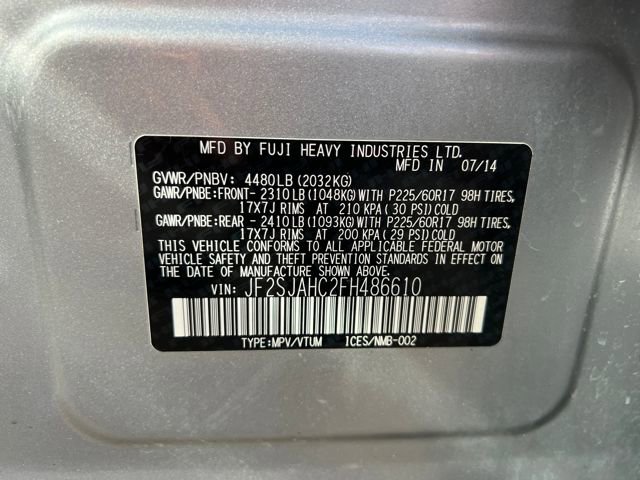 MFD BY FUJI HEAVY INDUSTRIES LTD.
MFD IN 07/14
GVWR/PNBV: 4480LB(2032KG)
GAWR/PNBE:FRONT-2310LB(1048KG)WITH P225/60R17 98H TIRES,
17X7J RIMS AT 210 KPA(30 PSI)COLD
GAWR/PNBE:REAR -2410LB(1093KG)WITH P225/60R17 98H TIRES,
17X7J RIMS AT 200 KPA(29 PSI)COLD
THIS VEHICLE CONFORMS TO ALL APPLICABLE FEDERAL MOTOR
VEHICLE SAFETY AND THEFT PREVENTION STANDARDS IN EFFECT ON
THE DATE OF MANUFACTURE SHOWN ABOVE.
VIN: JF2SJAHC2FH486610
TYPE:MPV/VTUM ICES/NMB-002